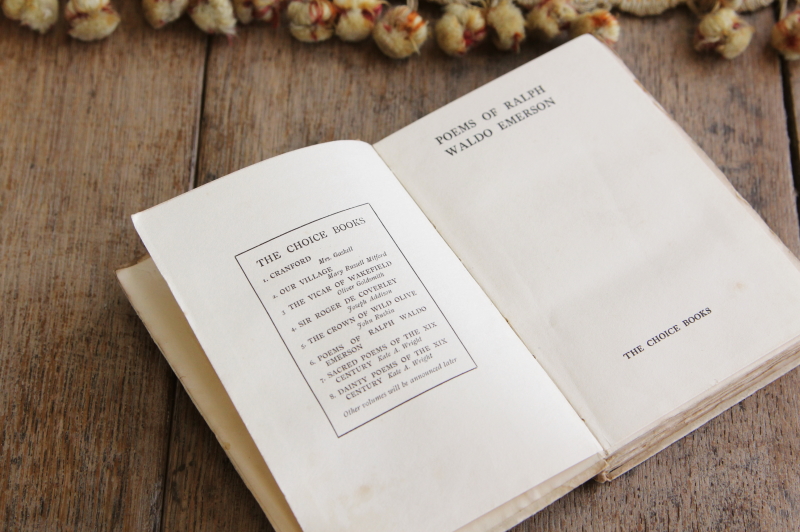 THE CHOICE BOOKS
1. CRANFORD Mrs. Gaskell
2. OUR VILLAGE
Mary Russell Mitford
3. THE VICAR OF WAKEFIELD
Oliver Goldsmith
4. SIR ROGER DE COVERLEY
Joseph Addison
5. THE CROWN OF WILD OLIVE
John Ruskin
6. POEMS OF RALPH WALDO
EMERSON
7. SACRED POEMS OF THE XIX
CENTURY Kate A. Wright
8. DAINTY POEMS OF THE XIX
CENTURY Kate A. Wright
Other volumes will be announced later
POEMS OF RALPH
WALDO EMERSON
THE CHOICE BOOKS